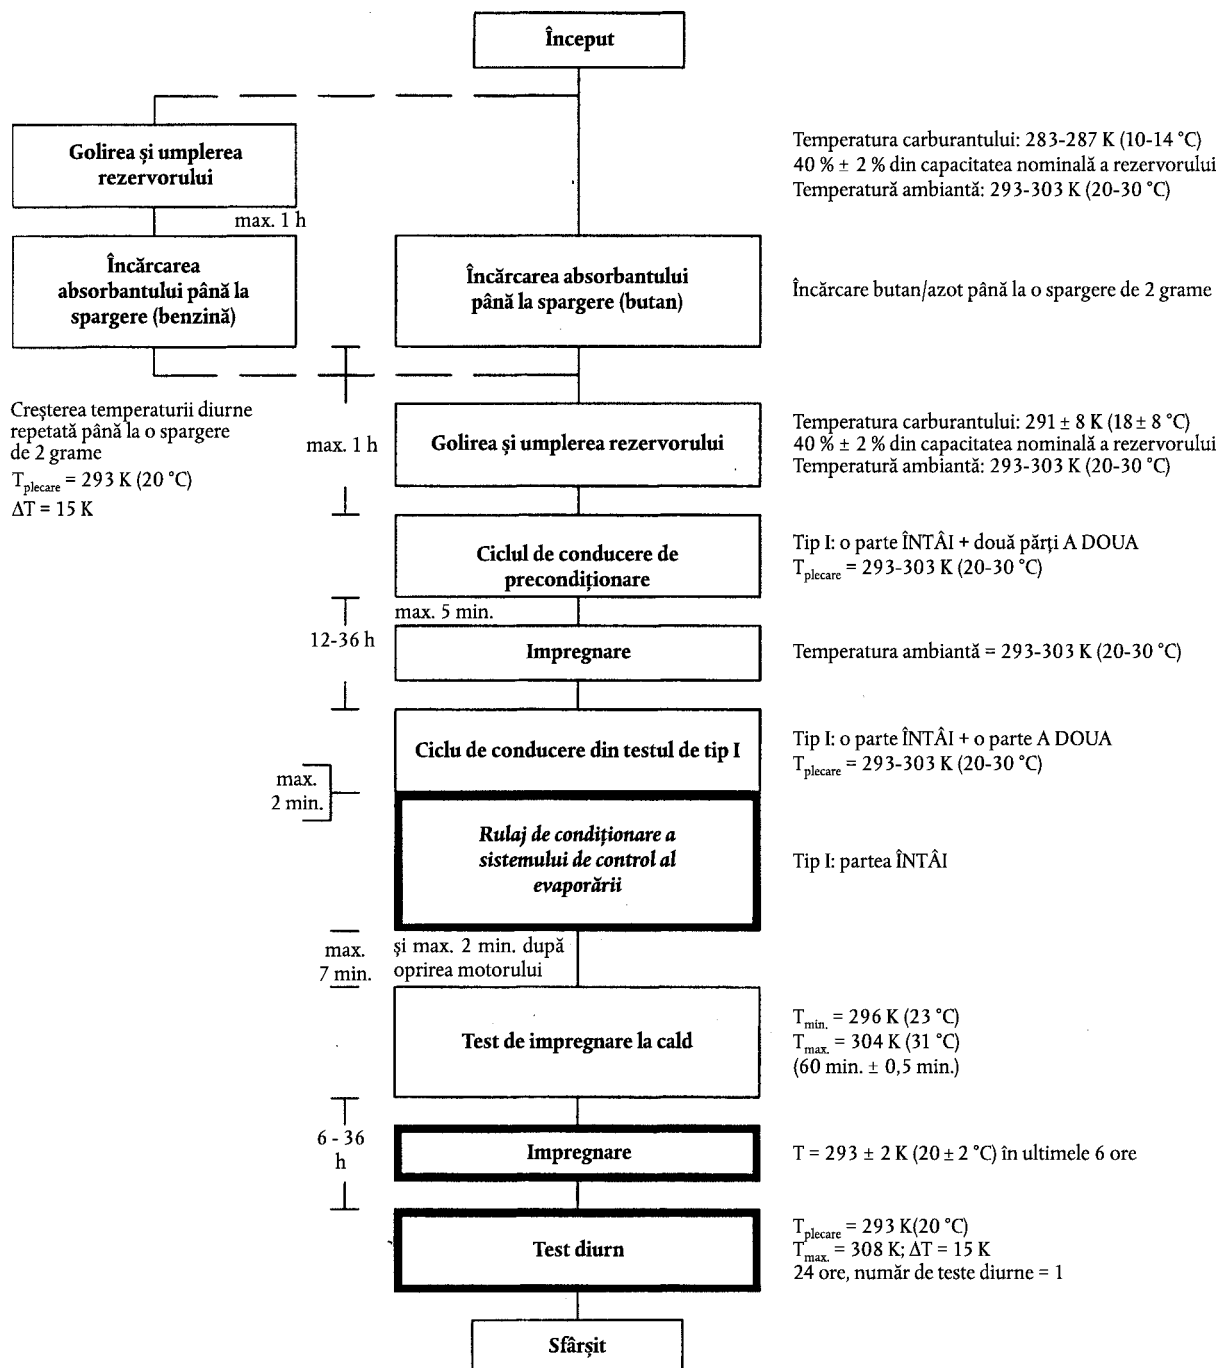 Început
Golirea și umplerea
rezervorului
Temperatura carburantului: 283-287 K (10-14 °C)
40 % ± 2 % din capacitatea nominală a rezervorului
Temperatură ambiantă: 293-303 K (20-30 °C)
max. 1 h
Încărcarea
absorbantului până la
spargere (benzină)
Încărcarea absorbantului
până la spargere (butan)
Încărcare butan/azot până la o spargere de 2 grame
Creșterea temperaturii diurne
repetată până la o spargere
de 2 grame
T plecare = 293 K (20 °C)
ΔT = 15 K
max. 1 h
Golirea și umplerea rezervorului
Temperatura carburantului: 291 ± 8 K (18 ± 8 °C)
40 % ± 2 % din capacitatea nominală a rezervorului
Temperatură ambiantă: 293-303 K (20-30 °C)
Ciclul de conducere de
precondiționare
Tip I: o parte ÎNTÂI + două părți A DOUA
T plecare = 293-303 K (20-30 °C)
max. 5 min.
12-36 h
Impregnare
Temperatura ambiantă = 293-303 K (20-30 °C)
Ciclu de conducere din testul de tip I
Tip I: o parte ÎNTÂI + o parte A DOUA
T plecare = 293-303 K (20-30 °C)
max.
2 min.
Rulaj de condiționare a
sistemului de control al
evaporării
Tip I: partea ÎNTÂI
max.
7 min.
și max. 2 min. după
oprirea motorului
Test de impregnare la cald
T min. = 296 K (23 °C)
T max. = 304 K (31 °C)
(60 min. ± 0,5 min.)
6 - 36
h
Impregnare
T = 293 ± 2 K (20 ± 2 °C) în ultimele 6 ore
Test diurn
T plecare = 293 K(20 °C)
T max. = 308 K; ΔT = 15 K
24 ore, număr de teste diurne = 1
Sfârșit